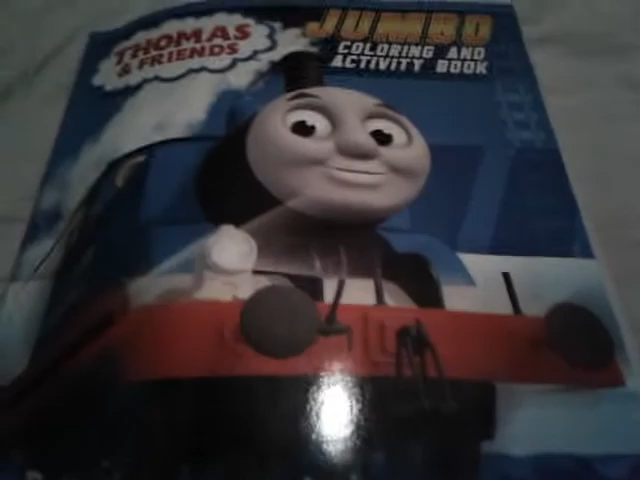 THOMAS
& FRIENDS
JUMBO
COLORING AND
ACTIVITY BOOK